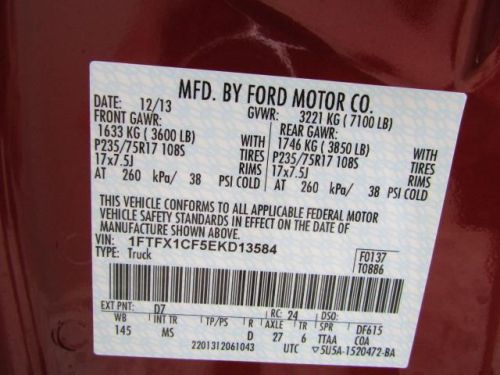 MFD. BY FORD MOTOR CO.
DATE: 12/13 GVWR: 3221 KG ( 7100 LB)
FRONT GAWR: REAR GAWR:
1633 KG ( 3600 LB) WITH 1746 KG ( 3850 LB) WITH
P235/75R17 108S TIRES P235/75R17 108S TIRES
17x7.5J RIMS 17x7.5J RIMS
AT 260 kPa/ 38 PSI COLD AT 260 kPa/ 38 PSI COLD
THIS VEHICLE CONFORMS TO ALL APPLICABLE FEDERAL MOTOR
VEHICLE SAFETY STANDARDS IN EFFECT ON THE DATE OF
MANUFACTURE SHOWN ABOVE.
VIN: 1FTFX1CF5EKD13584 F0137
TYPE: Truck T0886
EXT PNT: D7 RC: 24 DSO:
WB INT TR TP/PS R AXLE TR SPR DF615
145 MS D 27 6 TTAA COA
2201312061043 UTC 5U5A-1520472-BA